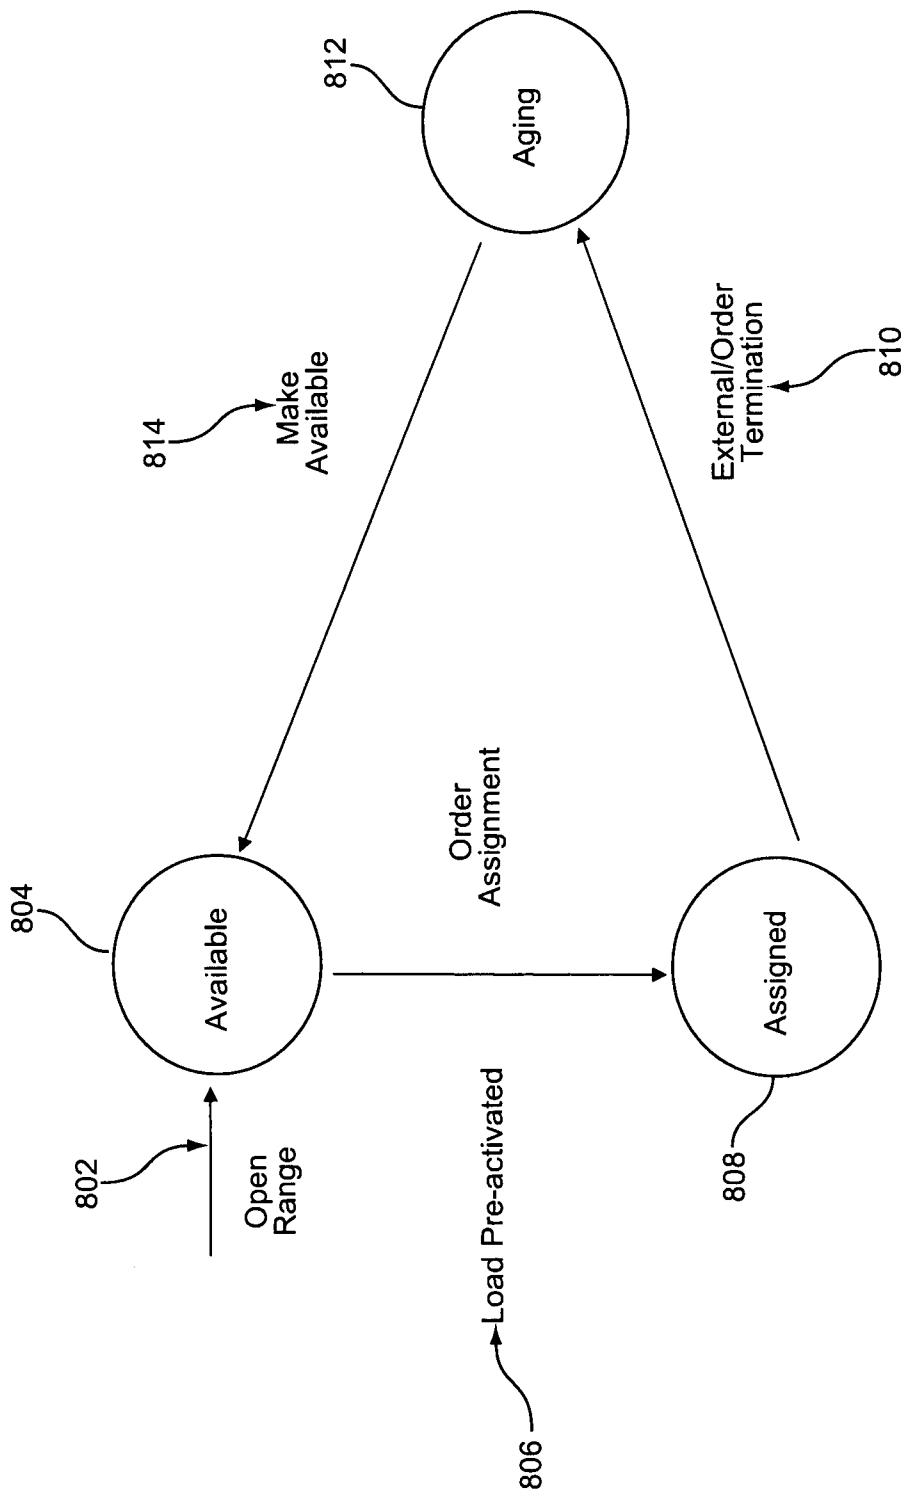 802
804
Open
Range
Available
814
Make
Available
812
Aging
806
Load Pre-activated
Order
Assignment
808
Assigned
External/Order
Termination
810